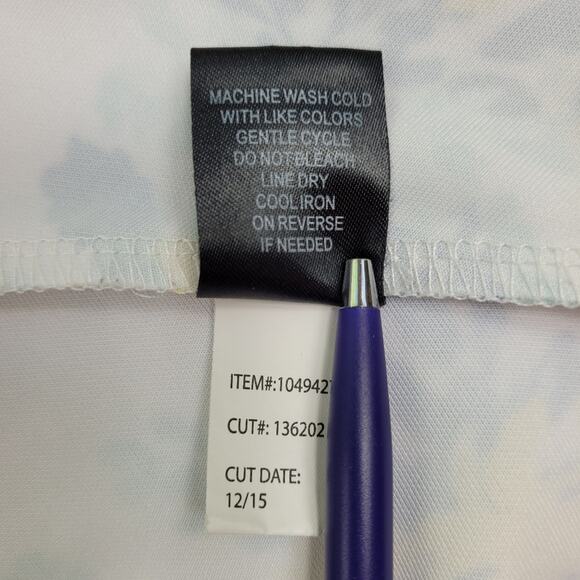 MACHINE WASH COLD
WITH LIKE COLORS
GENTLE CYCLE
DO NOT BLEACH
LINE DRY
COOL IRON
ON REVERSE
IF NEEDED
ITEM#:104942
CUT#: 136202
CUT DATE:
12/15